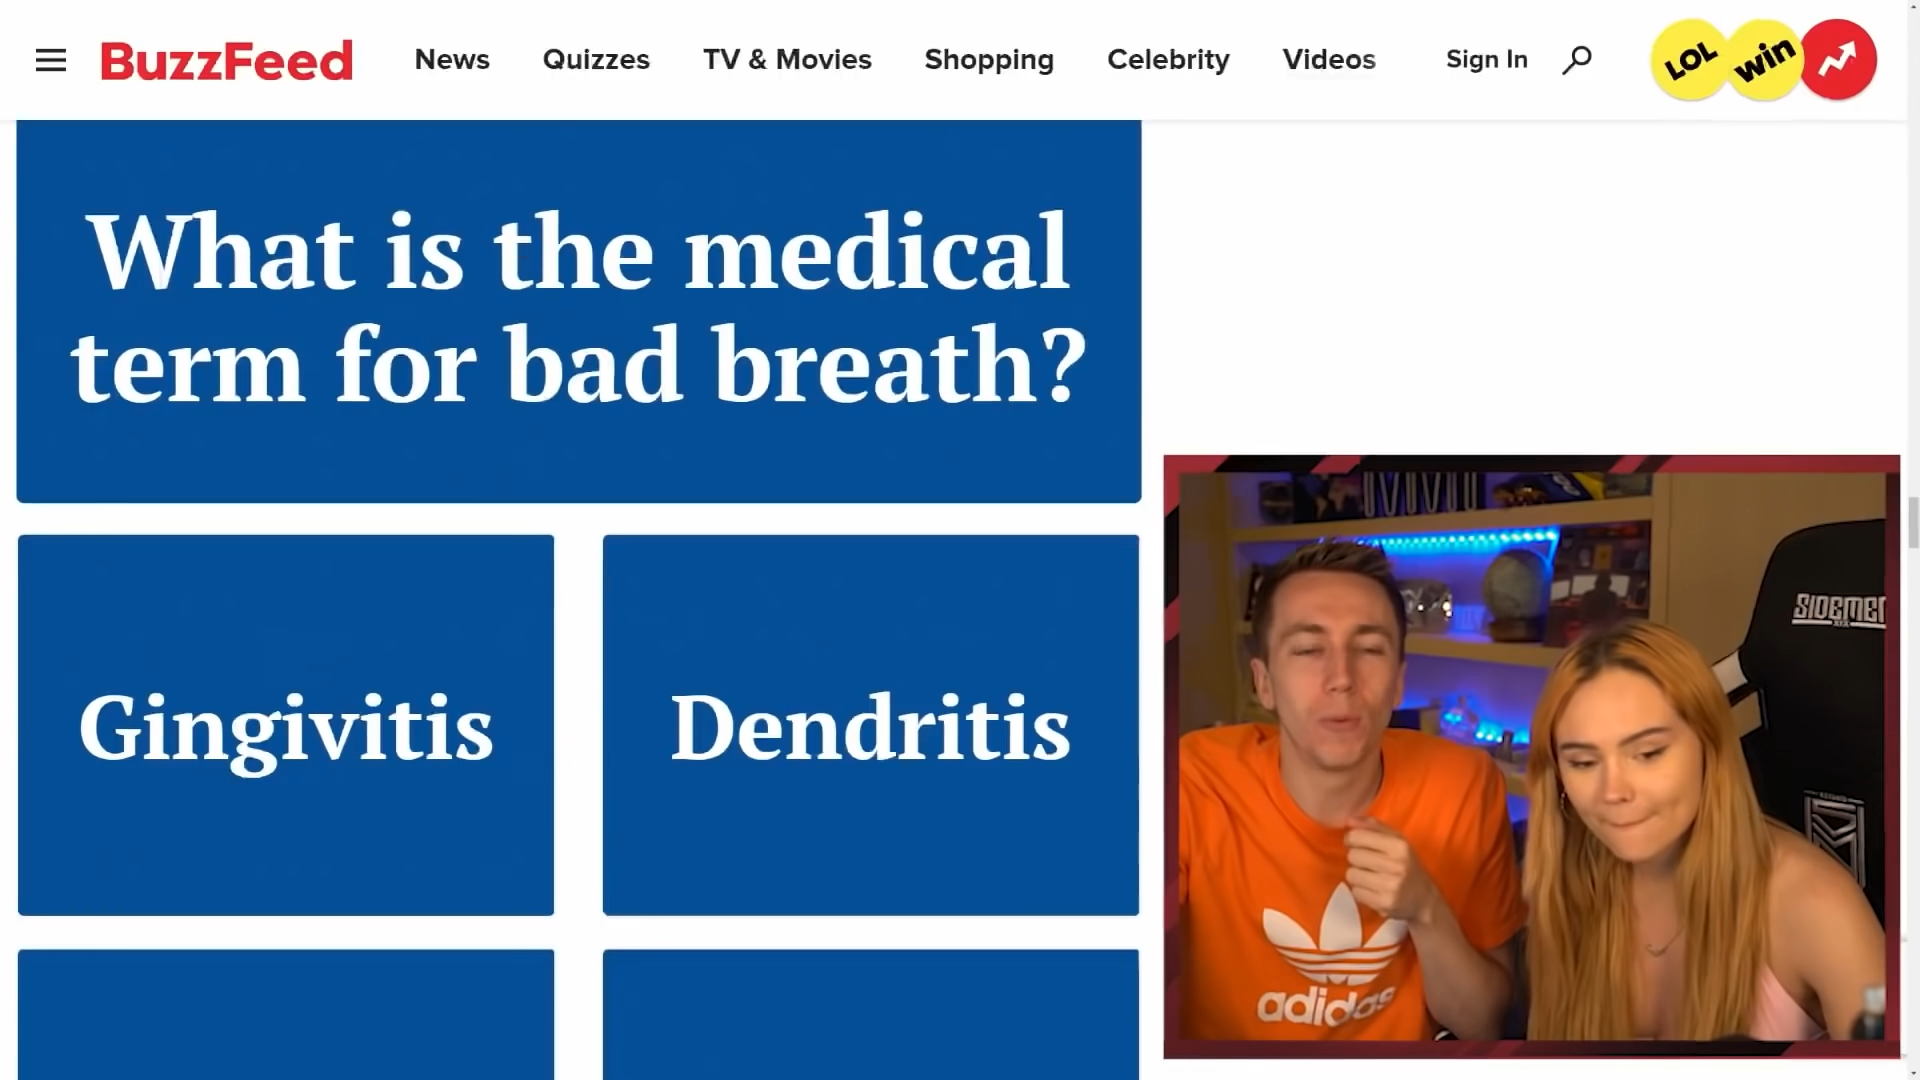 BuzzFeed
News
Quizzes
TV & Movies
Shopping
Celebrity
Videos
Sign In
LOL
win
What is the medical
term for bad breath?
Gingivitis
Dendritis
SIDEMEN
adidas